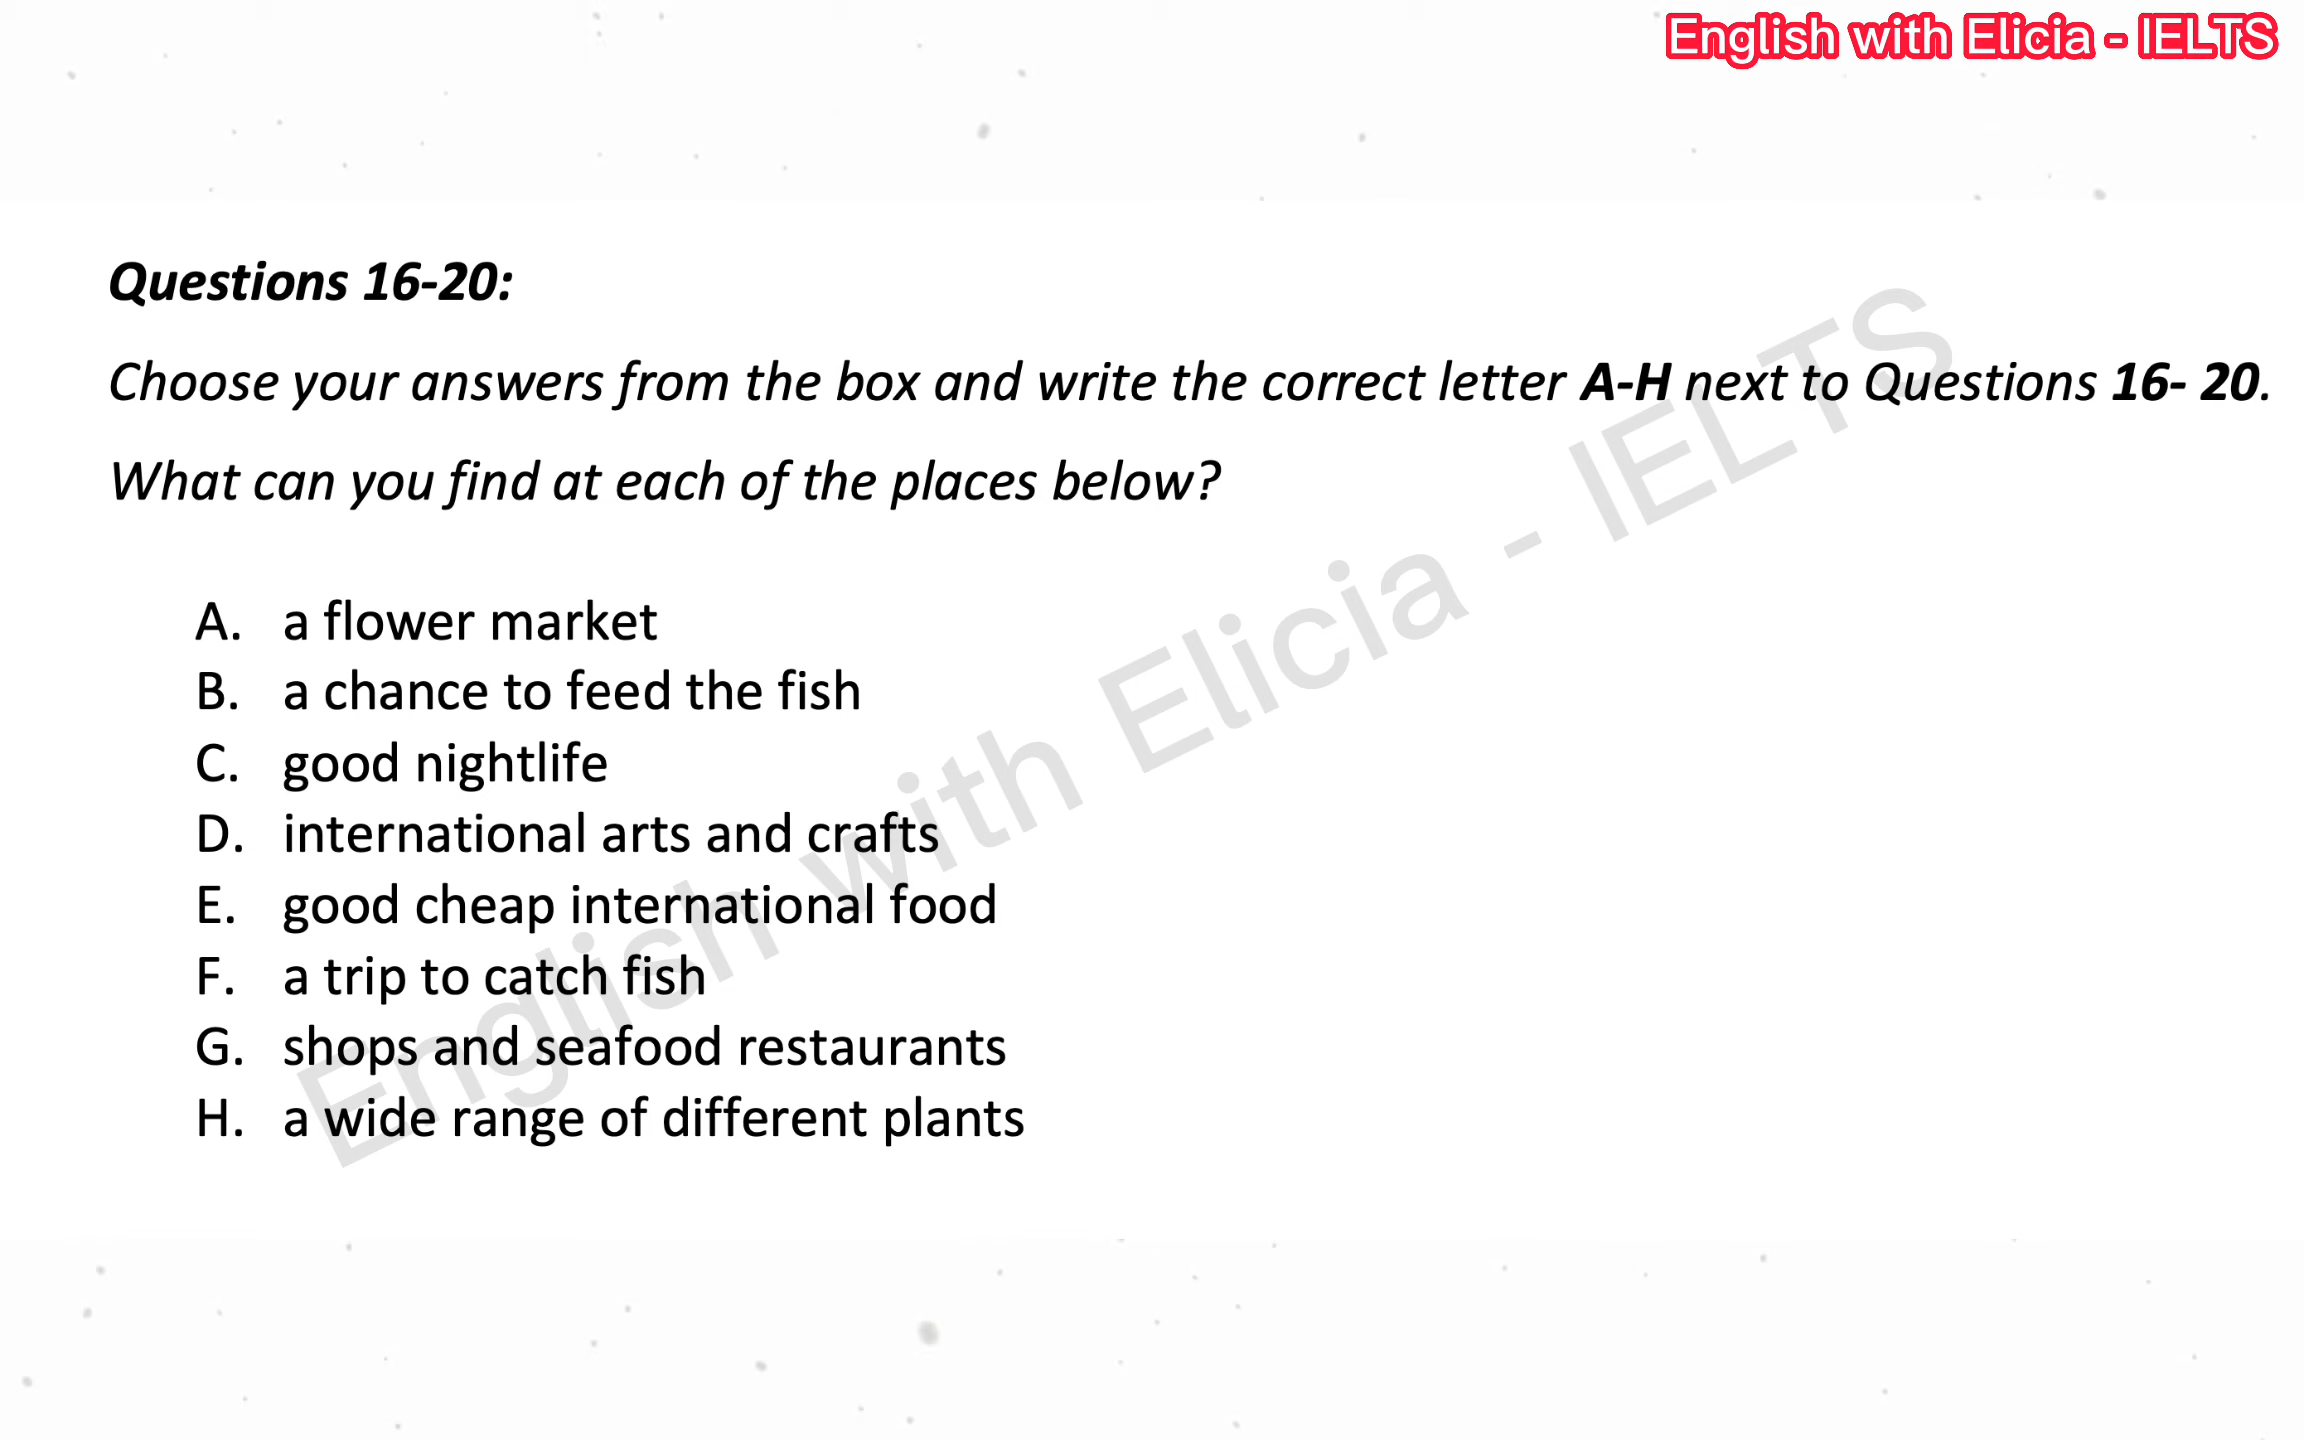 English with Elicia - IELTS
Questions 16-20:
Choose your answers from the box and write the correct letter A-H next to Questions 16- 20.
What can you find at each of the places below?
A. a flower market
B. a chance to feed the fish
C. good nightlife
D. international arts and crafts
E. good cheap international food
F. a trip to catch fish
G. shops and seafood restaurants
H. a wide range of different plants
English with Elicia - IELTS